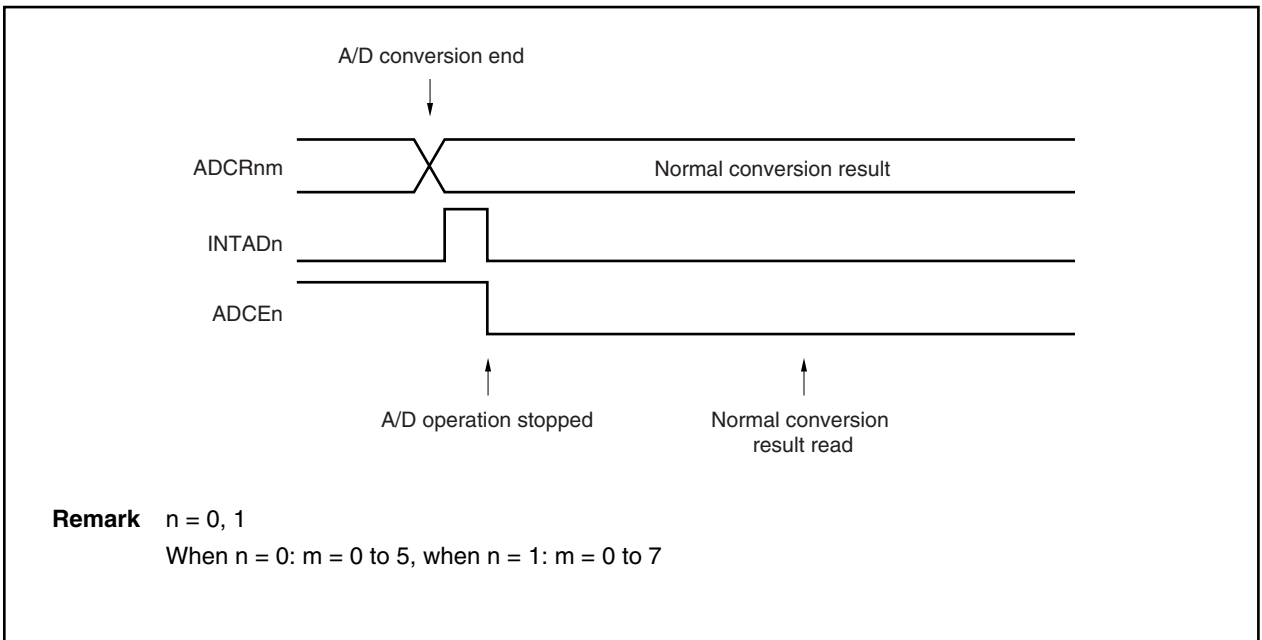 A/D conversion end
ADCRnm
Normal conversion result
INTADn
ADCEn
A/D operation stopped
Normal conversion
result read
Remark n = 0, 1
When n = 0: m = 0 to 5, when n = 1: m = 0 to 7